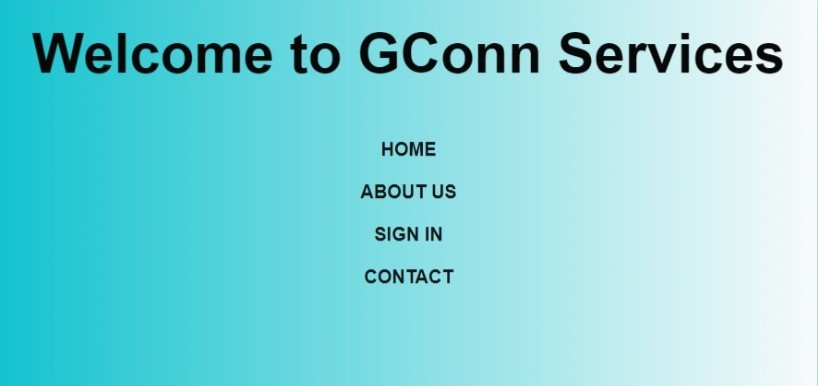 Welcome to GConn Services
HOME
ABOUT US
SIGN IN
CONTACT